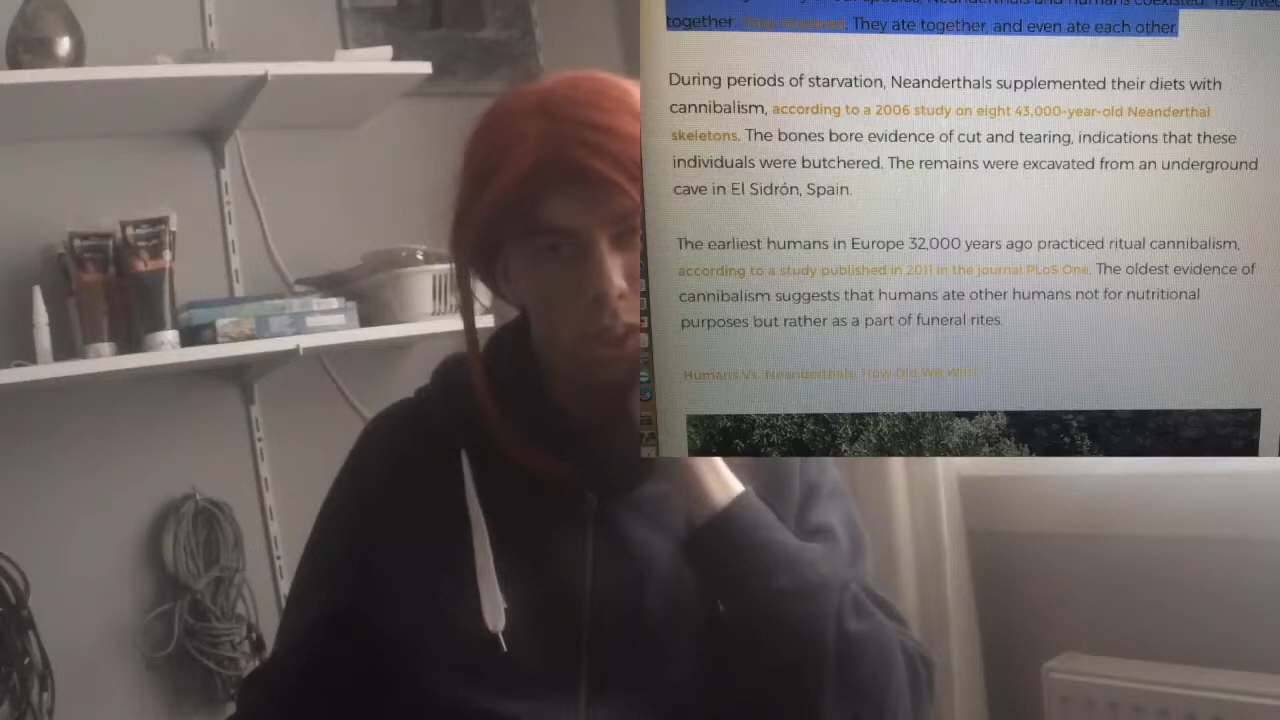 together. They interbred. They ate together, and even ate each other.
During periods of starvation, Neanderthals supplemented their diets with
cannibalism, according to a 2006 study on eight 43,000-year-old Neanderthal
skeletons. The bones bore evidence of cut and tearing, indications that these
individuals were butchered. The remains were excavated from an underground
cave in El Sidrón, Spain.
The earliest humans in Europe 32,000 years ago practiced ritual cannibalism,
according to a study published in 2011 in the journal PLoS One. The oldest evidence of
cannibalism suggests that humans ate other humans not for nutritional
purposes but rather as a part of funeral rites.
Humans Vs. Neanderthals: How Did We Win?